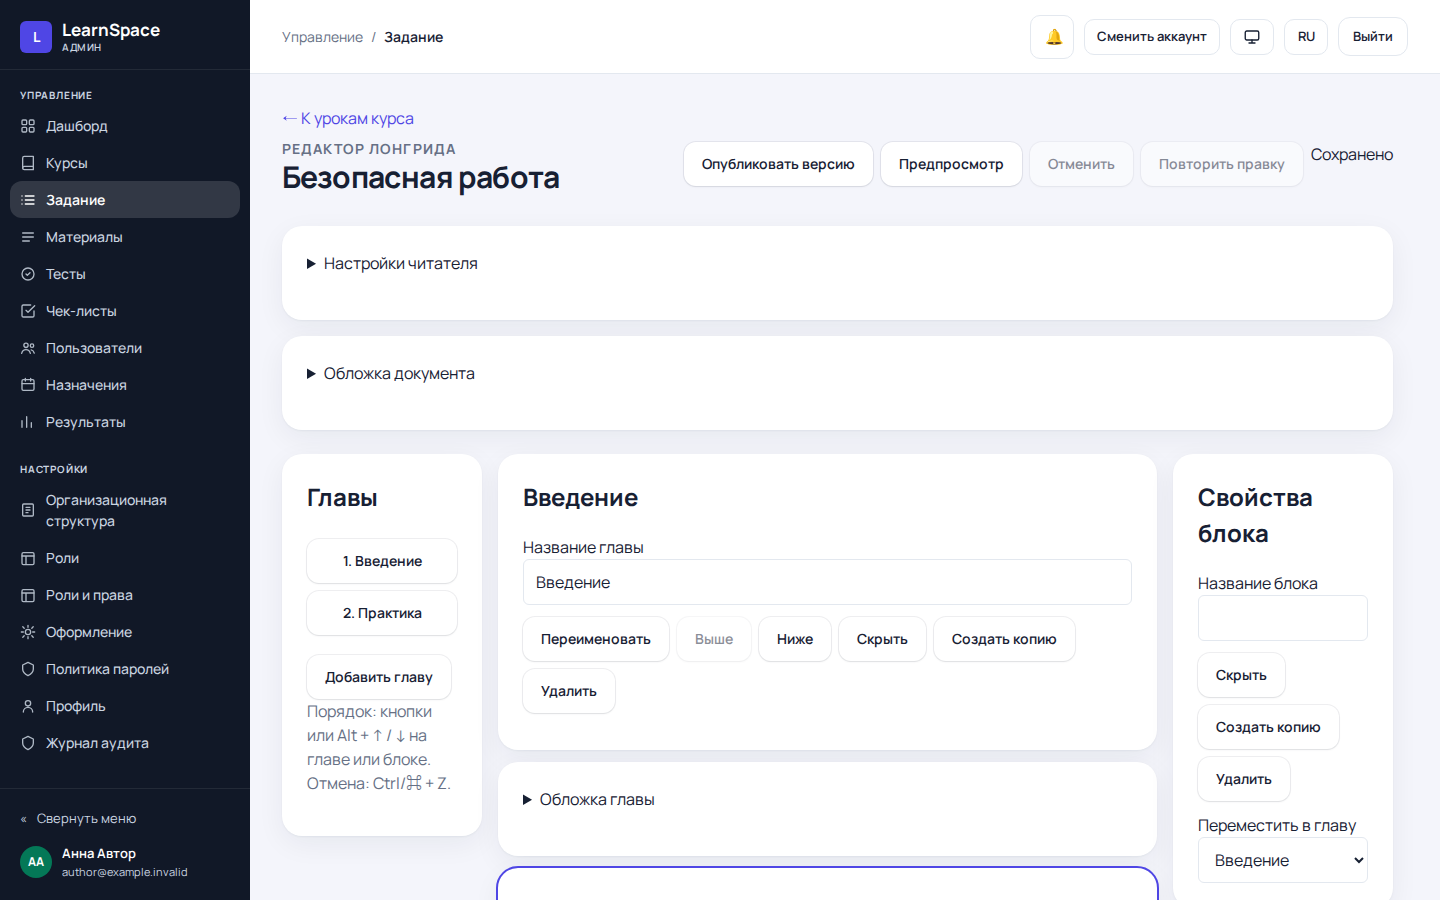 L
LearnSpace
АДМИН
УПРАВЛЕНИЕ
Дашборд
Курсы
Задание
Материалы
Тесты
Чек-листы
Пользователи
Назначения
Результаты
НАСТРОЙКИ
Организационная
структура
Роли
Роли и права
Оформление
Политика паролей
Профиль
Журнал аудита
« Свернуть меню
АА
Анна Автор
author@example.invalid
Управление / Задание
Сменить аккаунт
RU
Выйти
← К урокам курса
РЕДАКТОР ЛОНГРИДА
Безопасная работа
Опубликовать версию
Предпросмотр
Отменить
Повторить правку
Сохранено
Настройки читателя
Обложка документа
Главы
1. Введение
2. Практика
Добавить главу
Порядок: кнопки
или Alt + ↑ / ↓ на
главе или блоке.
Отмена: Ctrl/⌘ + Z.
Введение
Название главы
Введение
Переименовать
Выше
Ниже
Скрыть
Создать копию
Удалить
Обложка главы
Свойства
блока
Название блока
Скрыть
Создать копию
Удалить
Переместить в главу
Введение